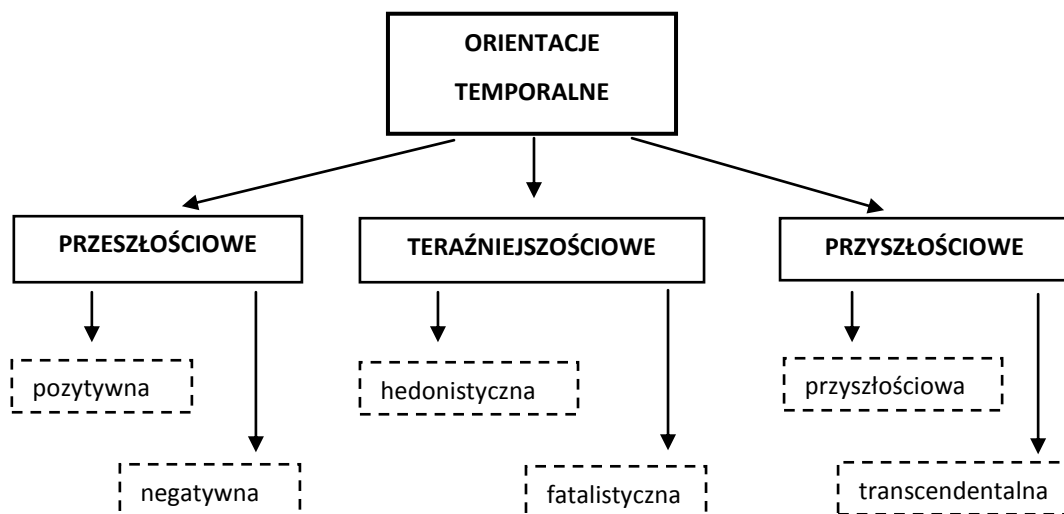 ORIENTACJE
TEMPORALNE
PRZESZŁOŚCIOWE
TERAŹNIEJSZOŚCIOWE
PRZYSZŁOŚCIOWE
pozytywna
hedonistyczna
przyszłościowa
negatywna
fatalistyczna
transcendentalna